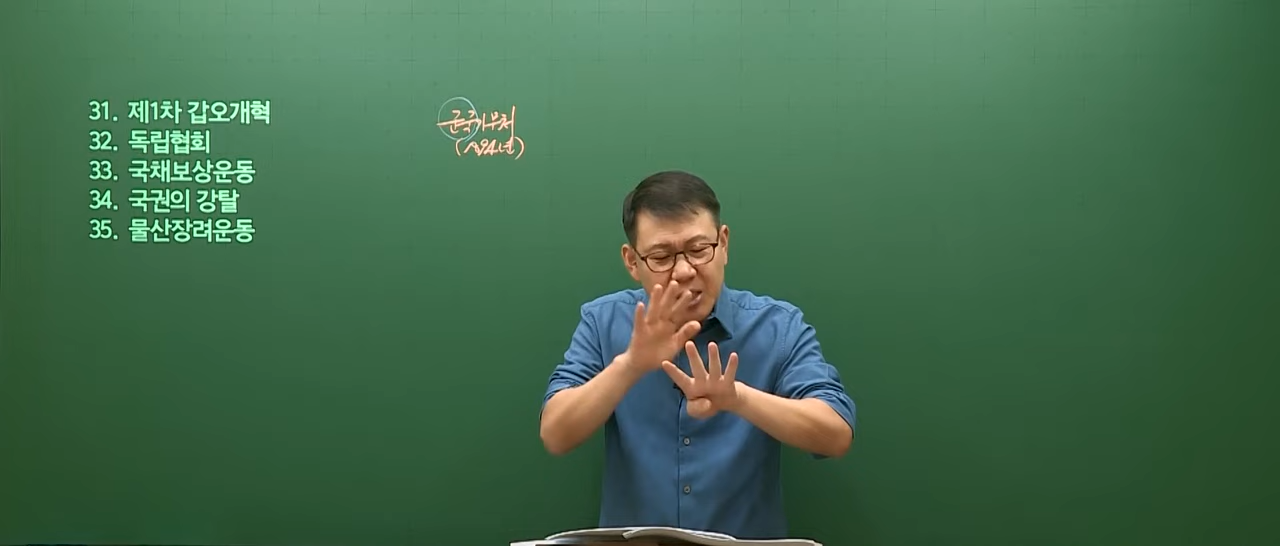 31. 제1차 갑오개혁
32. 독립협회
33. 국채보상운동
34. 국권의 강탈
35. 물산장려운동
군국기무처
(1894년)